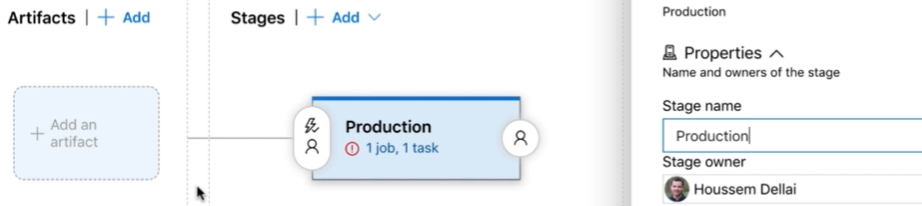 Artifacts | + Add
Stages | + Add
+ Add an
artifact
Production
1 job, 1 task
Production
Properties
Name and owners of the stage
Stage name
Production
Stage owner
Houssem Dellai